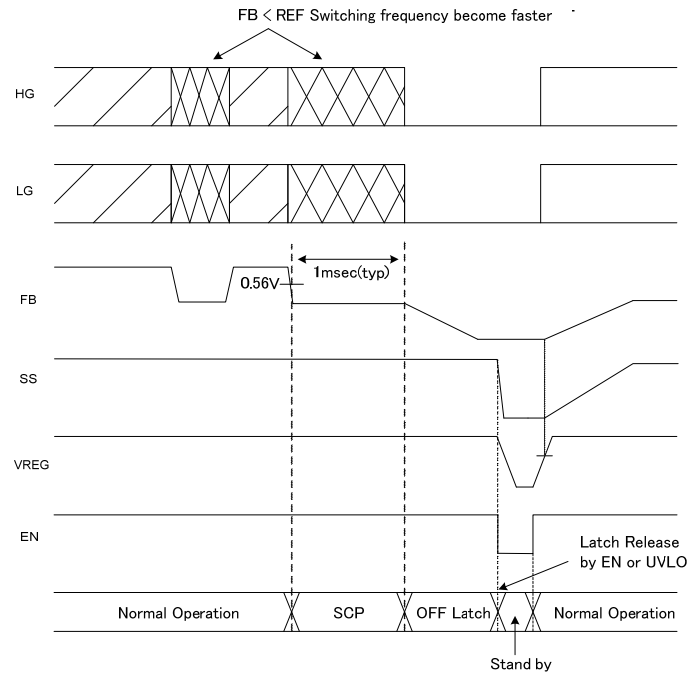 FB < REF Switching frequency become faster
HG
LG
1msec(typ)
0.56V
FB
SS
VREG
EN
Latch Release
by EN or UVLO
Normal Operation SCP OFF Latch Normal Operation
Stand by